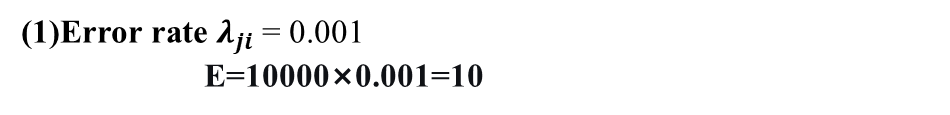 (1)Error rate λji = 0.001
E=10000×0.001=10